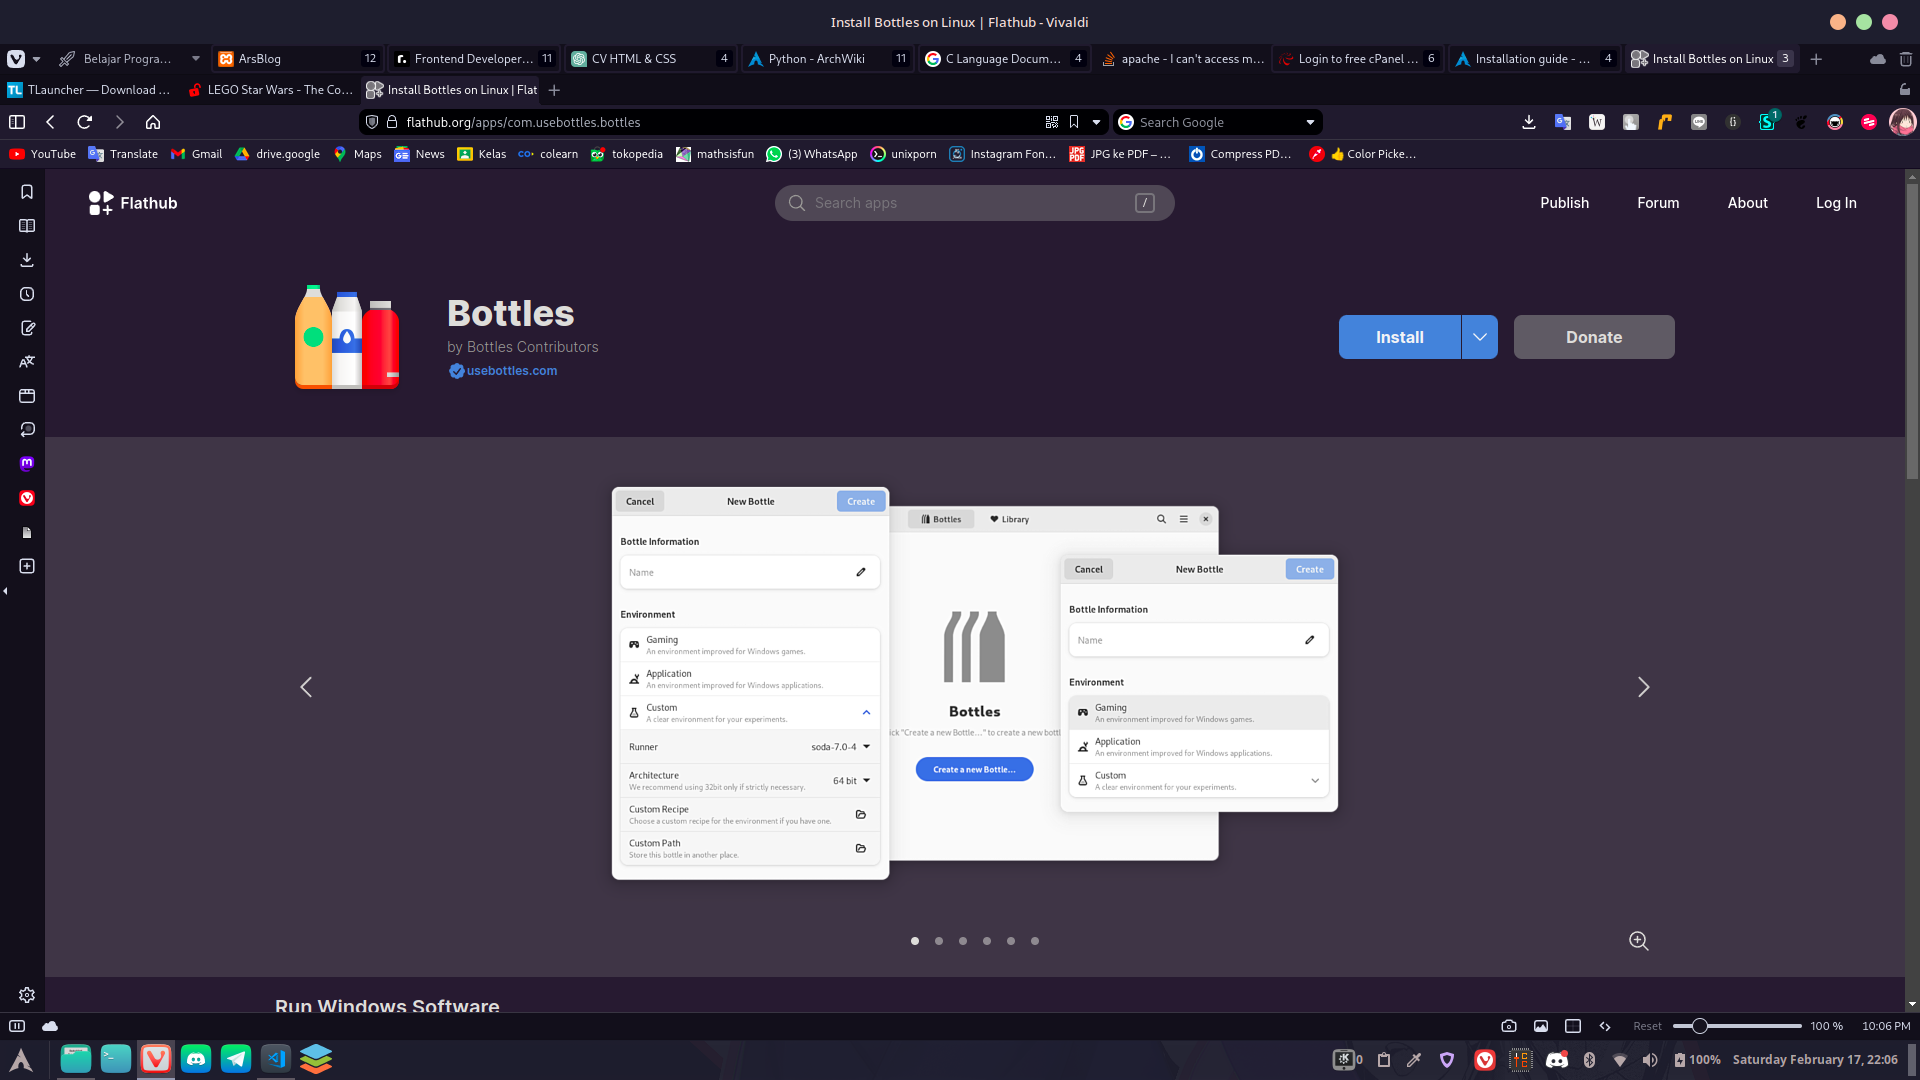 Install Bottles on Linux | Flathub - Vivaldi
Belajar Progra...
ArsBlog 12
Frontend Developer... 11
CV HTML & CSS 4
Python - ArchWiki 11
C Language Docum... 4
apache - I can't access m...
Login to free cPanel ... 6
Installation guide - ... 4
Install Bottles on Linux 3
TLauncher — Download ...
LEGO Star Wars - The Co...
Install Bottles on Linux | Flat
flathub.org/apps/com.usebottles.bottles
Search Google
YouTube
Translate
Gmail
drive.google
Maps
News
Kelas
colearn
tokopedia
mathsisfun
(3) WhatsApp
unixporn
Instagram Fon...
JPG ke PDF – ...
Compress PD...
👍 Color Picke...
Flathub
Search apps
/
Publish
Forum
About
Log In
Bottles
by Bottles Contributors
usebottles.com
Install
Donate
Cancel
New Bottle
Create
Bottle Information
Name
Environment
Gaming
An environment improved for Windows games.
Application
An environment improved for Windows applications.
Custom
A clear environment for your experiments.
Runner
soda-7.0-4
Architecture
We recommend using 32bit only if strictly necessary.
64 bit
Custom Recipe
Choose a custom recipe for the environment if you have one.
Custom Path
Store this bottle in another place.
Bottles
Library
Bottles
ick "Create a new Bottle..." to create a new bottl
Create a new Bottle...
Cancel
New Bottle
Create
Bottle Information
Name
Environment
Gaming
An environment improved for Windows games.
Application
An environment improved for Windows applications.
Custom
A clear environment for your experiments.
Run Windows Software
Reset
100 %
10:06 PM
0
100%
Saturday February 17, 22:06